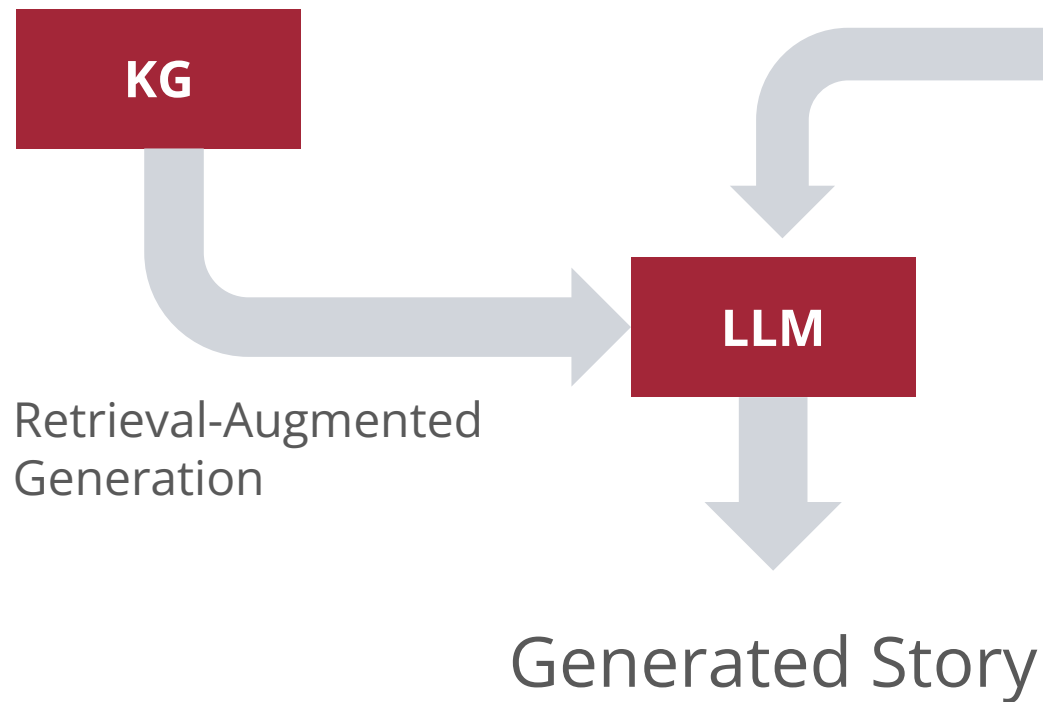 KG
LLM
Retrieval-Augmented
Generation
Generated Story